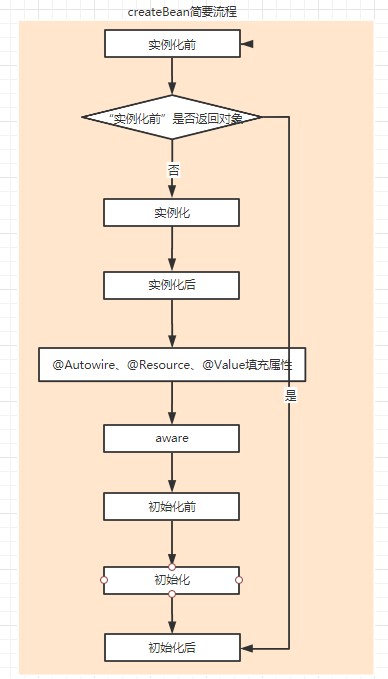 createBean简要流程
实例化前
“实例化前”是否返回对象
否
实例化
实例化后
@Autowire、@Resource、@Value填充属性
是
aware
初始化前
初始化
初始化后